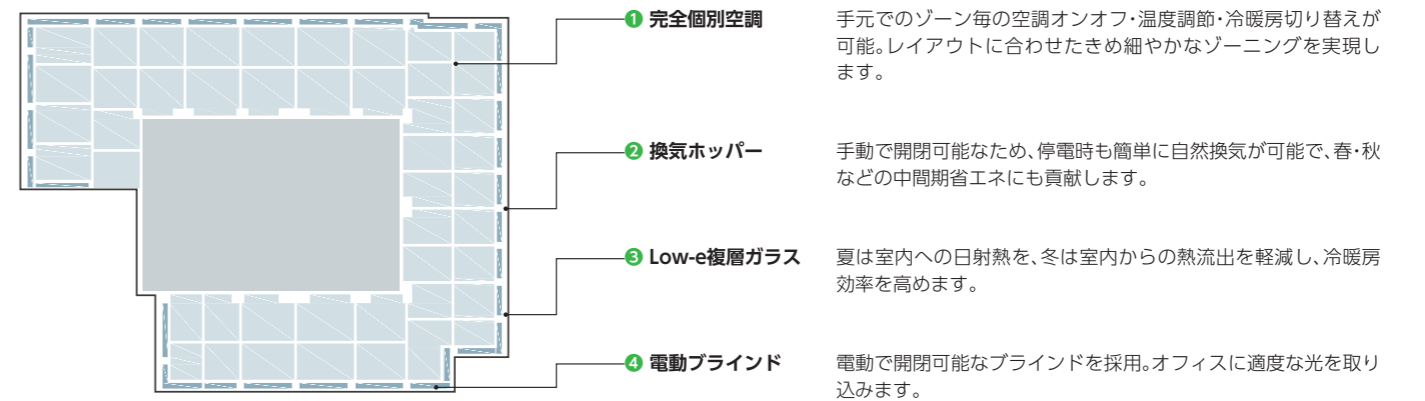 ❶ 完全個別空調
手元でのゾーン毎の空調オンオフ・温度調節・冷暖房切り替えが
可能。レイアウトに合わせたきめ細やかなゾーニングを実現し
ます。
❷ 換気ホッパー
手動で開閉可能なため、停電時も簡単に自然換気が可能で、春・秋
などの中間期省エネにも貢献します。
❸ Low-e複層ガラス
夏は室内への日射熱を、冬は室内からの熱流出を軽減し、冷暖房
効率を高めます。
❹ 電動ブラインド
電動で開閉可能なブラインドを採用。オフィスに適度な光を取り
込みます。